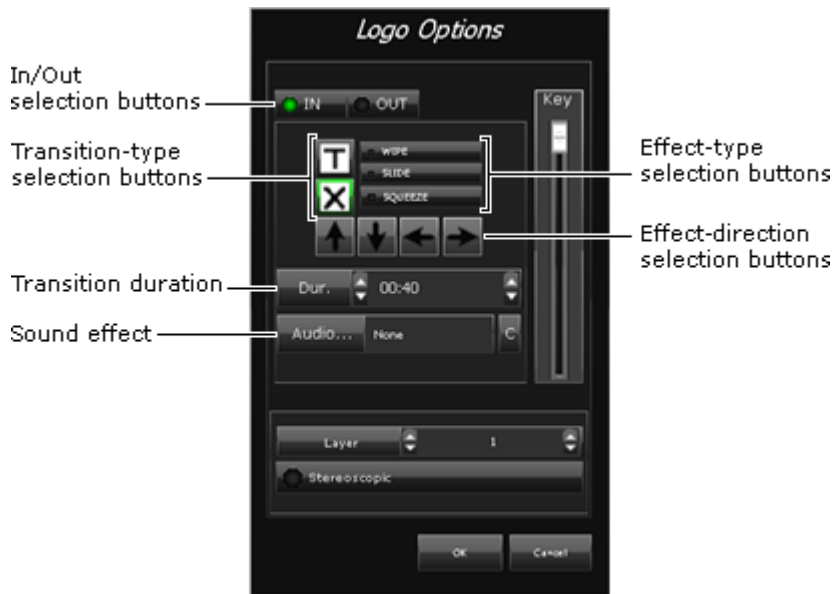 Logo Options
In/Out
selection buttons
IN
OUT
Key
Transition-type
selection buttons
T
WIPE
SLIDE
X
SQUEEZE
Effect-type
selection buttons
Effect-direction
selection buttons
Transition duration
Dur.
00:40
Sound effect
Audio...
None
C
Layer
1
Stereoscopic
OK
Cancel